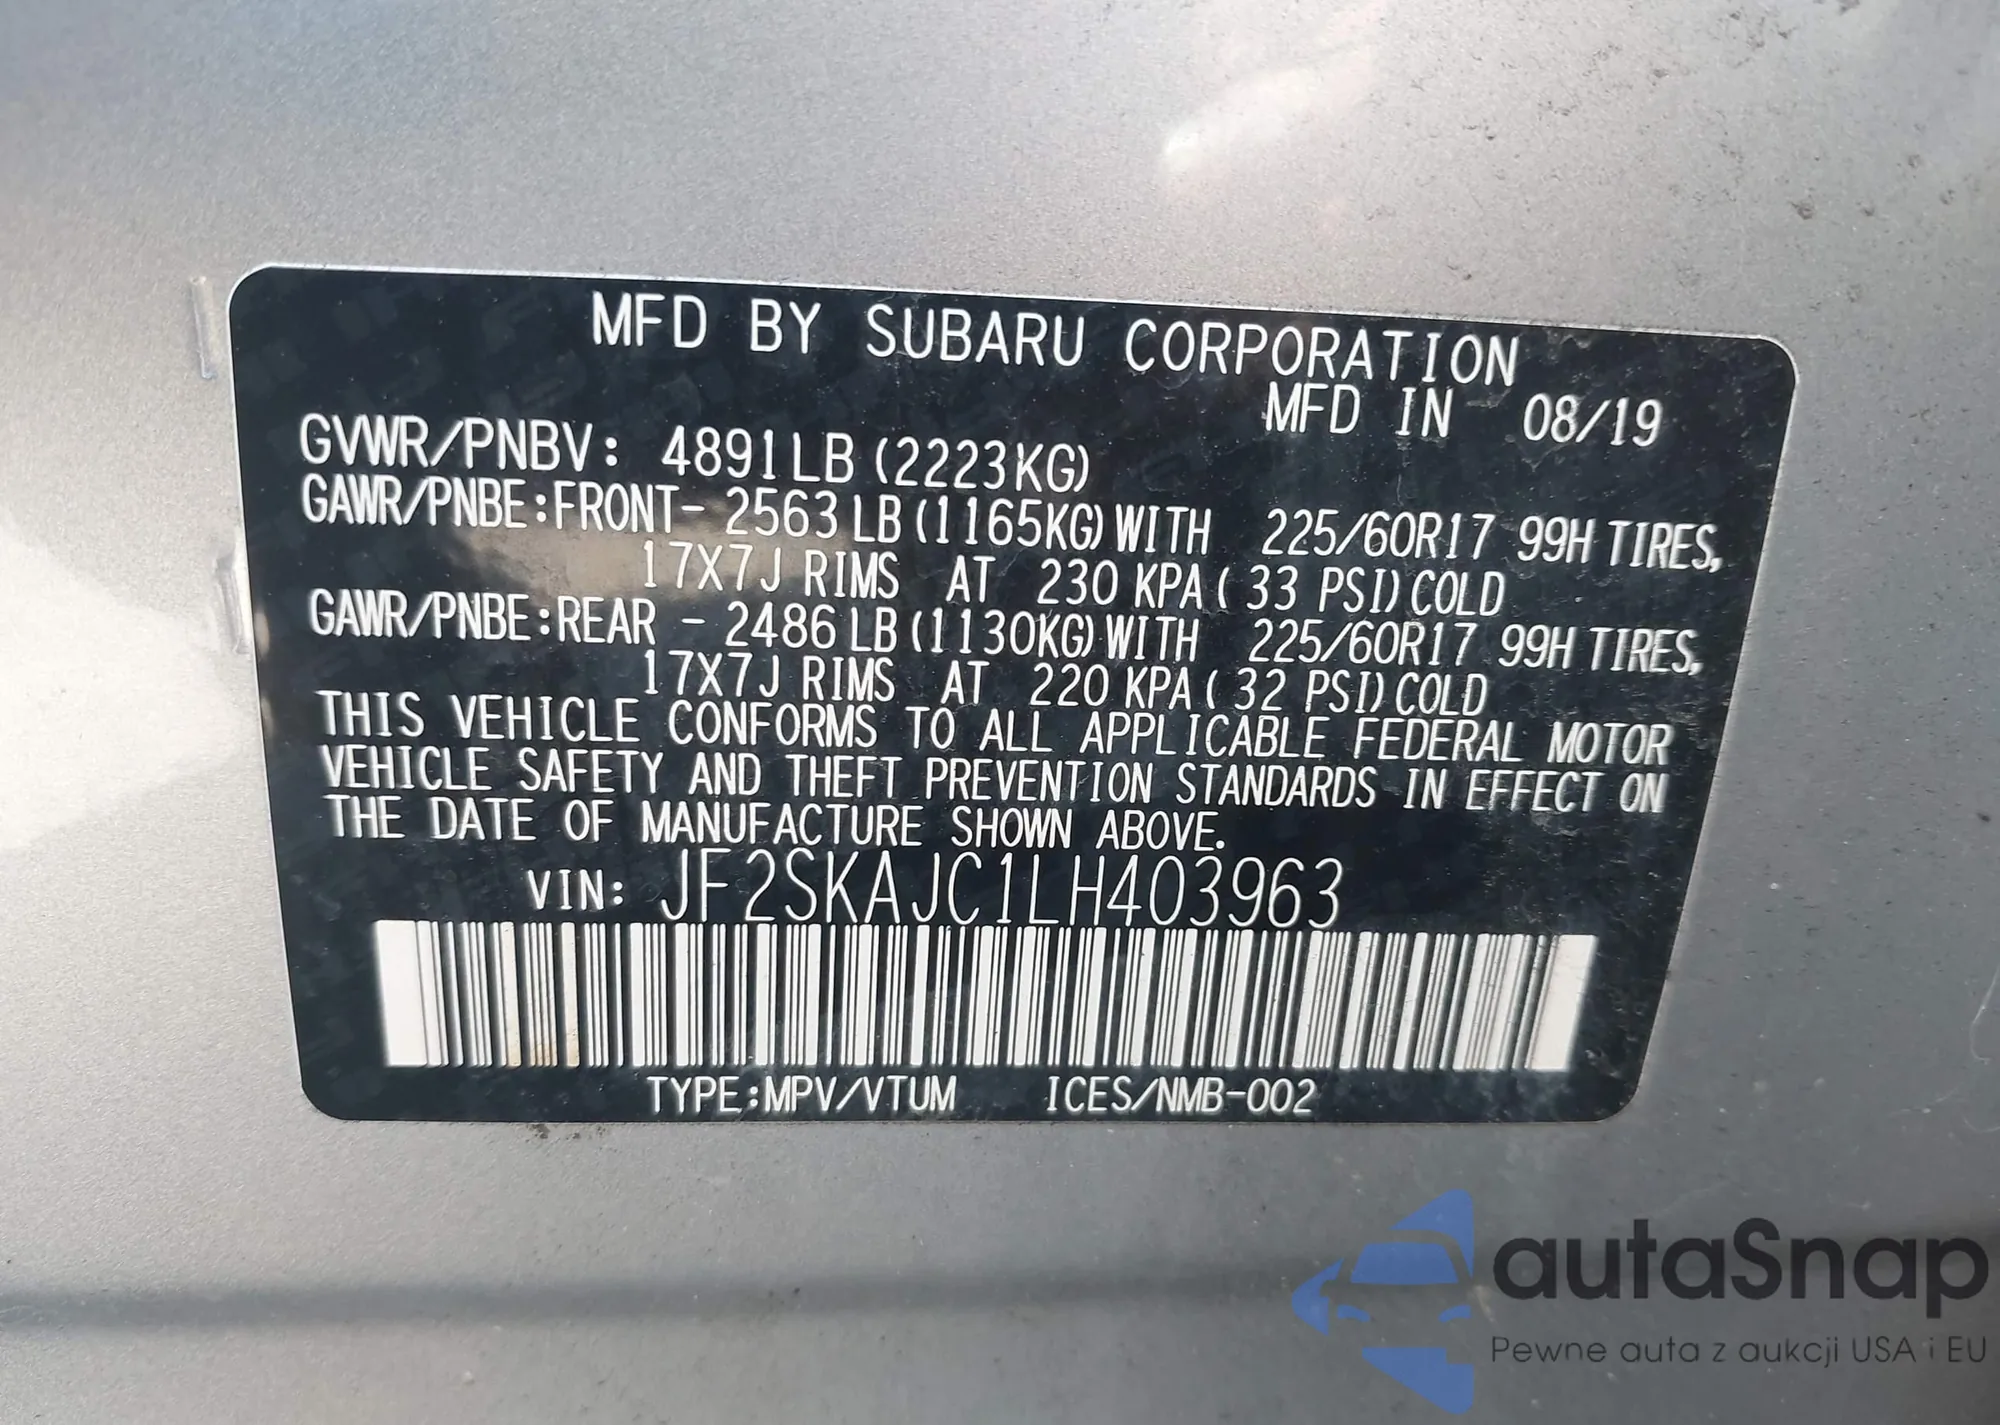 MFD BY SUBARU CORPORATION
MFD IN 08/19
GVWR/PNBV: 4891LB (2223KG)
GAWR/PNBE:FRONT- 2563 LB (1165KG) WITH 225/60R17 99H TIRES,
17X7J RIMS AT 230 KPA ( 33 PSI) COLD
GAWR/PNBE:REAR - 2486 LB (1130KG) WITH 225/60R17 99H TIRES,
17X7J RIMS AT 220 KPA ( 32 PSI) COLD
THIS VEHICLE CONFORMS TO ALL APPLICABLE FEDERAL MOTOR
VEHICLE SAFETY AND THEFT PREVENTION STANDARDS IN EFFECT ON
THE DATE OF MANUFACTURE SHOWN ABOVE.
VIN: JF2SKAJC1LH403963
TYPE:MPV/VTUM ICES/NMB-002
autaSnap
Pewne auta z aukcji USA i EU